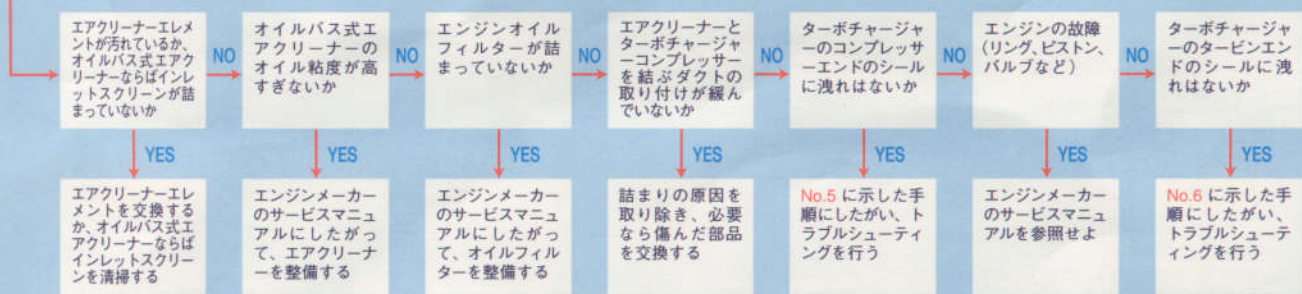 エアクリーナーエレメ
ントが汚れているか、
オイルバス式エアク
リーナーならばインレ
ットスクリーンが詰
まっていないか
NO
オイルバス式エ
アクリーナーの
オイル粘度が高
すぎないか
NO
エンジンオイル
フィルターが詰
まっていないか
NO
エアクリーナーと
ターボチャージャ
ーコンプレッサー
を結ぶダクトの
取り付けが緩ん
でいないか
NO
ターボチャージャ
ーのコンプレッサ
ーエンドのシール
に洩れはないか
NO
エンジンの故障
(リング、ピストン、
バルブなど)
NO
ターボチャージャ
ーのタービンエン
ドのシールに洩
れはないか
YES
YES
YES
YES
YES
YES
YES
エアクリーナーエレ
メントを交換する
か、オイルバス式エ
アクリーナーならば
インレットスクリー
ンを清掃する
エンジンメーカー
のサービスマニュ
アルにしたがっ
て、エアクリーナ
ーを整備する
エンジンメーカー
のサービスマニュ
アルにしたがっ
て、オイルフィル
ターを整備する
詰まりの原因を
取り除き、必要
なら傷んだ部品
を交換する
No.5 に示した手
順にしたがい、ト
ラブルシューティ
ングを行う
エンジンメーカー
のサービスマニュ
アルを参照せよ
No.6 に示した手
順にしたがい、
トラブルシューテ
ィングを行う